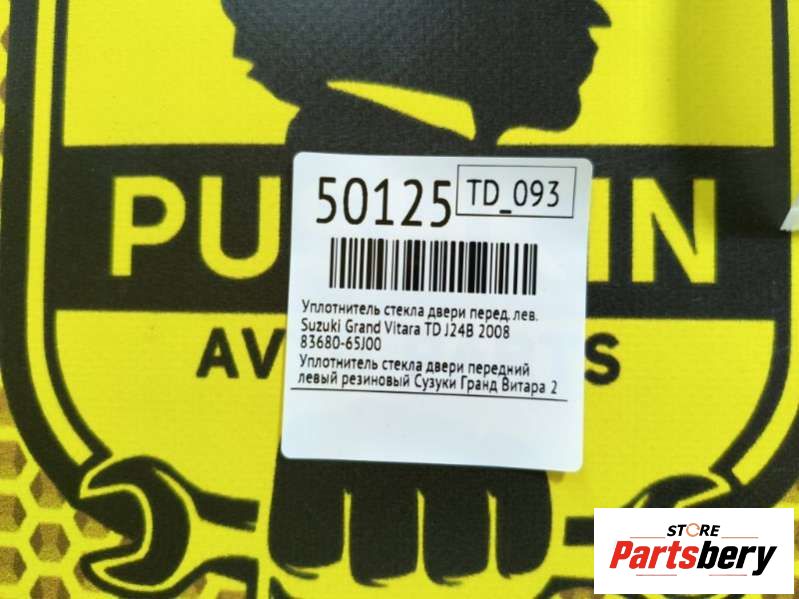 50125
TD_093
Уплотнитель стекла двери перед. лев.
Suzuki Grand Vitara TD J24B 2008
83680-65J00
Уплотнитель стекла двери передний
левый резиновый Сузуки Гранд Витара 2
STORE
Partsbery